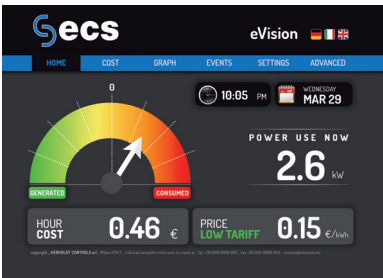 Secs
eVision
HOME COST GRAPH EVENTS SETTINGS ADVANCED
0
10:05 PM
WEDNESDAY
MAR 29
POWER USE NOW
2.6 kW
GENERATED
CONSUMED
HOUR
COST
0.46 €
PRICE
LOW TARIFF
0.15 €/kWh